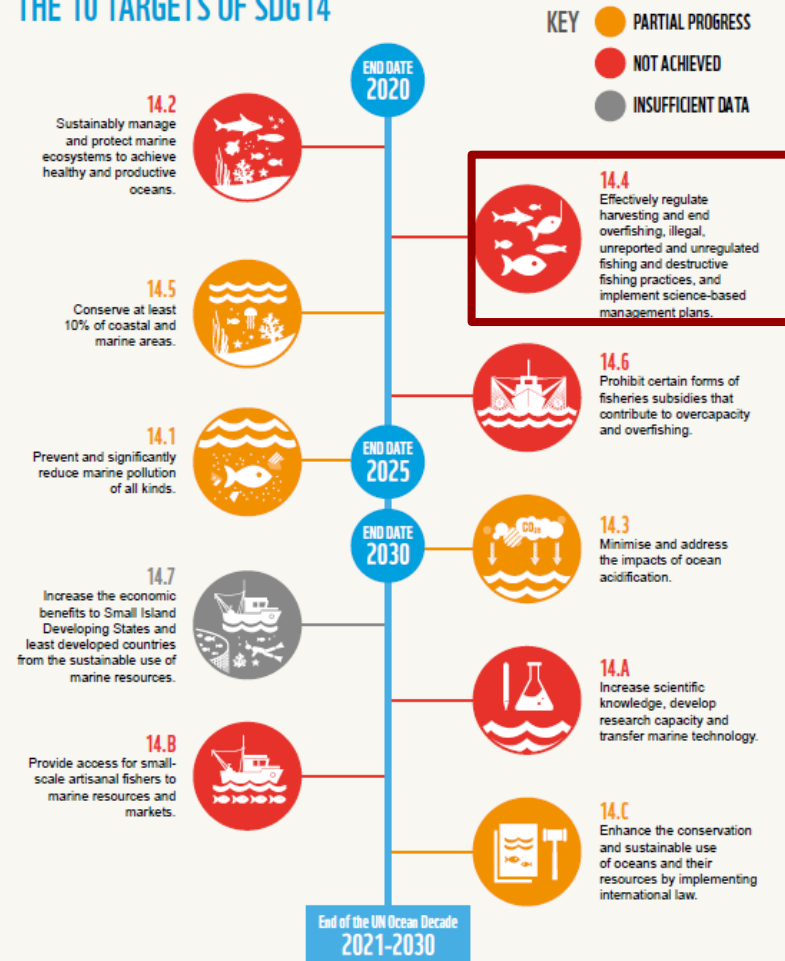 THE 10 TARGETS OF SDG14
KEY
PARTIAL PROGRESS
NOT ACHIEVED
INSUFFICIENT DATA
END DATE
2020
14.2
Sustainably manage
and protect marine
ecosystems to achieve
healthy and productive
oceans.
14.4
Effectively regulate
harvesting and end
overfishing, illegal,
unreported and unregulated
fishing and destructive
fishing practices, and
implement science-based
management plans.
14.5
Conserve at least
10% of coastal and
marine areas.
14.6
Prohibit certain forms of
fisheries subsidies that
contribute to overcapacity
and overfishing.
14.1
Prevent and significantly
reduce marine pollution
of all kinds.
END DATE
2025
END DATE
2030
CO₂
14.3
Minimise and address
the impacts of ocean
acidification.
14.7
Increase the economic
benefits to Small Island
Developing States and
least developed countries
from the sustainable use of
marine resources.
14.A
Increase scientific
knowledge, develop
research capacity and
transfer marine technology.
14.B
Provide access for small-
scale artisanal fishers to
marine resources and
markets.
14.C
Enhance the conservation
and sustainable use
of oceans and their
resources by implementing
international law.
End of the UN Ocean Decade
2021-2030